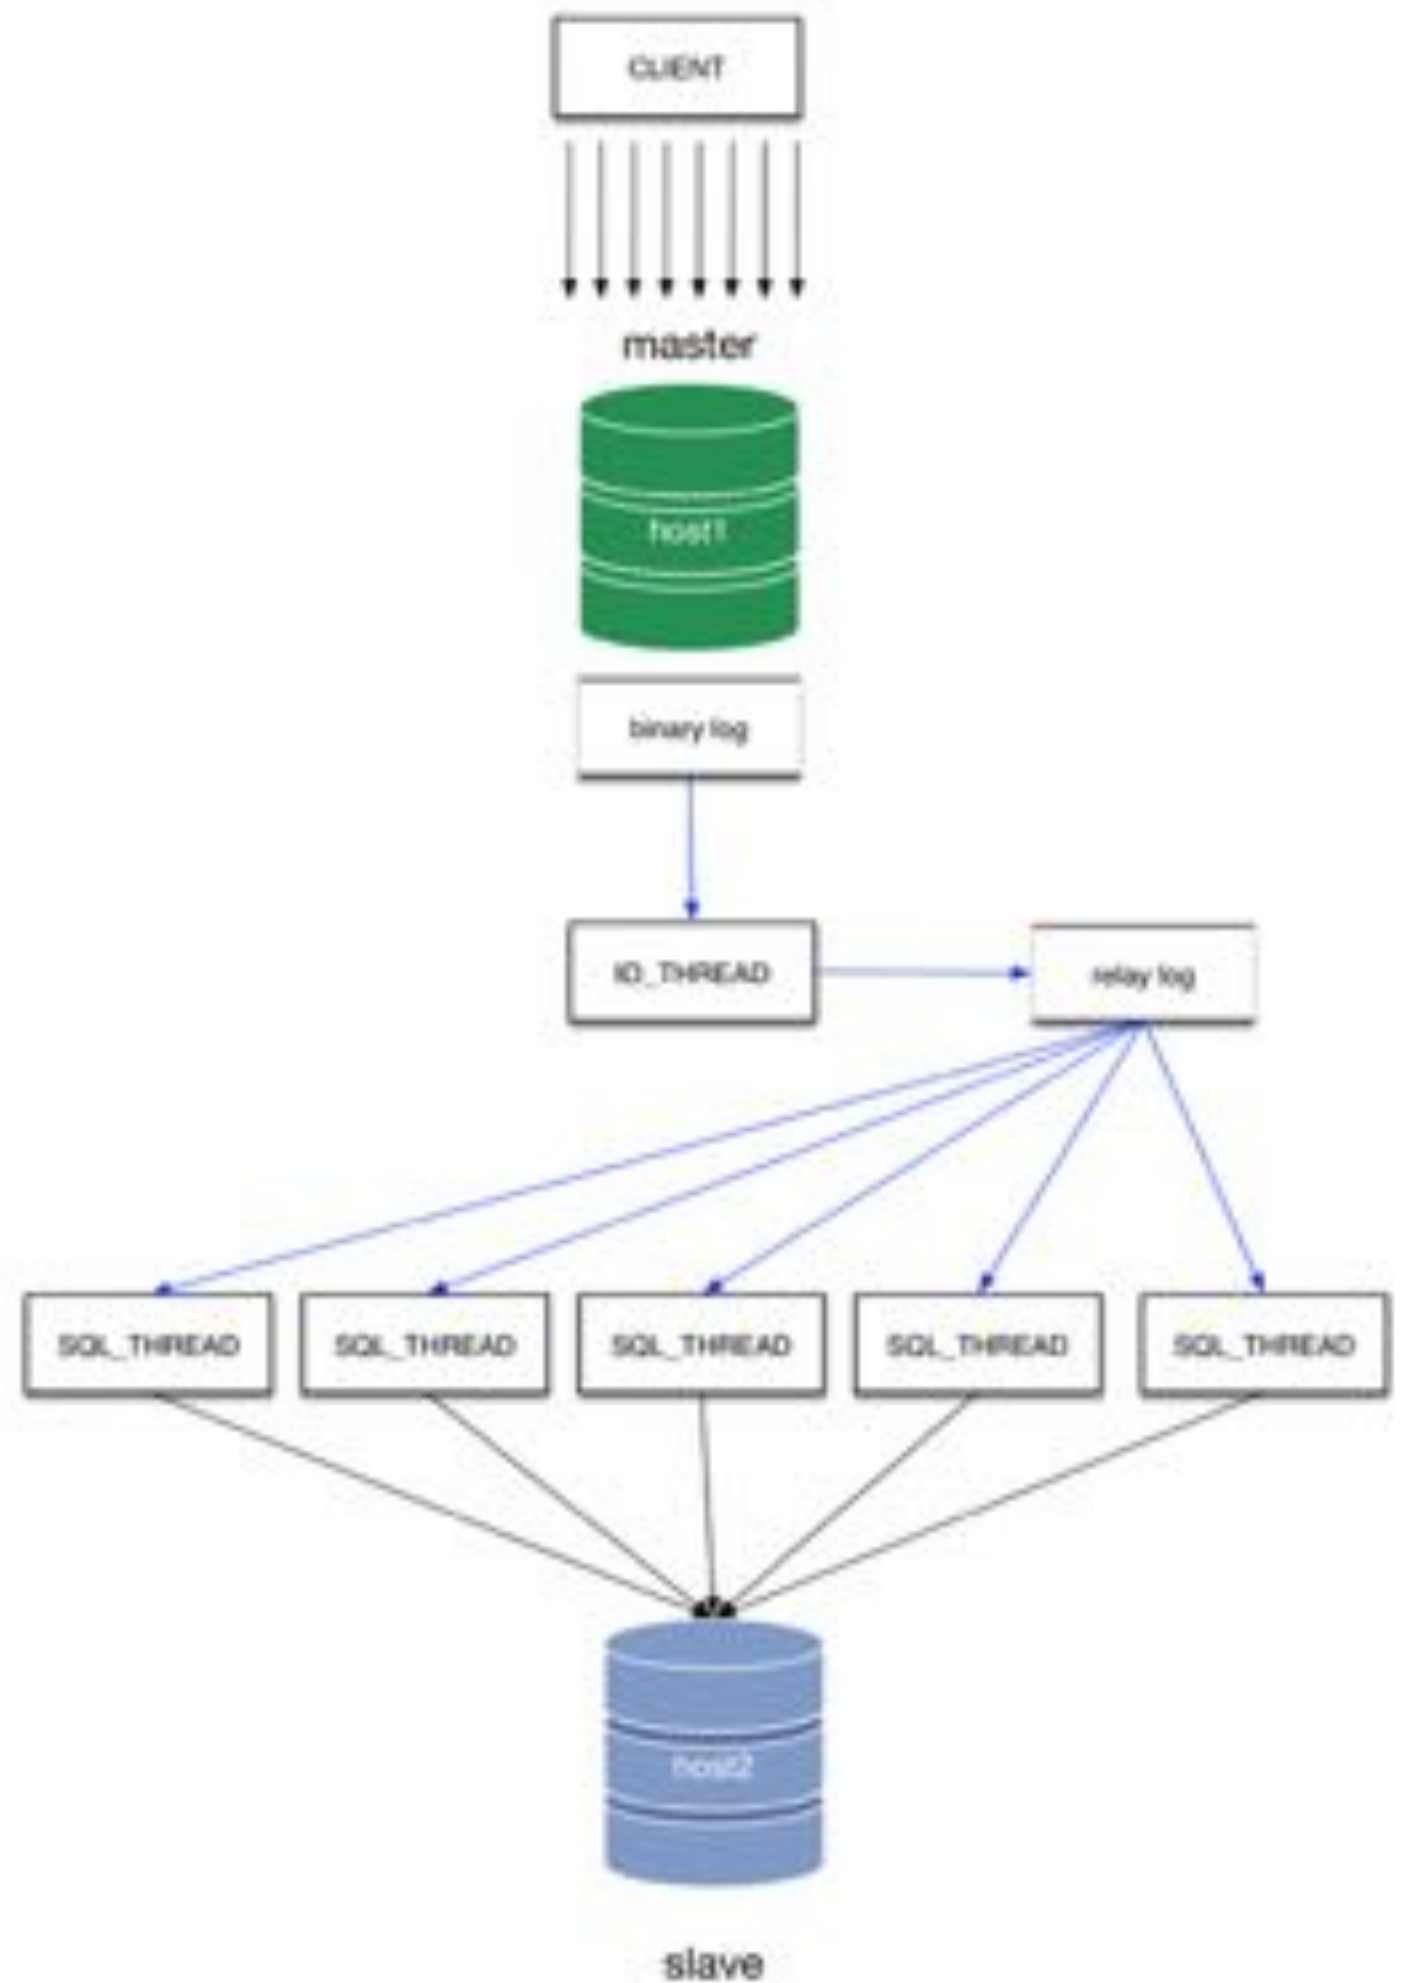 CLIENT
master
host1
binary log
IO_THREAD
relay log
SQL_THREAD
SQL_THREAD
SQL_THREAD
SQL_THREAD
SQL_THREAD
host2
slave